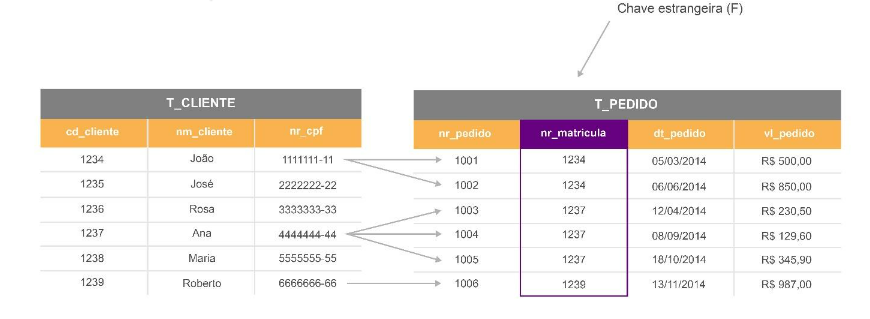 Chave estrangeira (F)
T_CLIENTE
cd_cliente nm_cliente nr_cpf
1234 João 1111111-11
1235 José 2222222-22
1236 Rosa 3333333-33
1237 Ana 4444444-44
1238 Maria 5555555-55
1239 Roberto 6666666-66
T_PEDIDO
nr_pedido nr_matricula dt_pedido vl_pedido
1001 1234 05/03/2014 R$ 500,00
1002 1234 06/06/2014 R$ 850,00
1003 1237 12/04/2014 R$ 230,50
1004 1237 08/09/2014 R$ 129,60
1005 1237 18/10/2014 R$ 345,90
1006 1239 13/11/2014 R$ 987,00